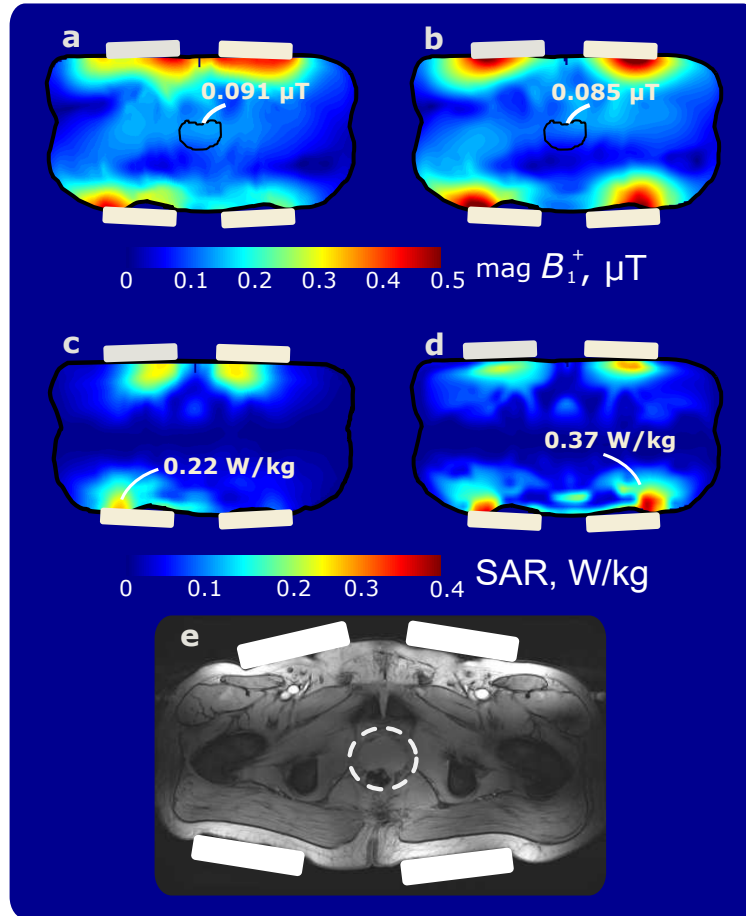 a
b
0.091 μT
0.085 μT
0 0.1 0.2 0.3 0.4 0.5
mag B₁⁺, μT
c
d
0.22 W/kg
0.37 W/kg
0 0.1 0.2 0.3 0.4
SAR, W/kg
e